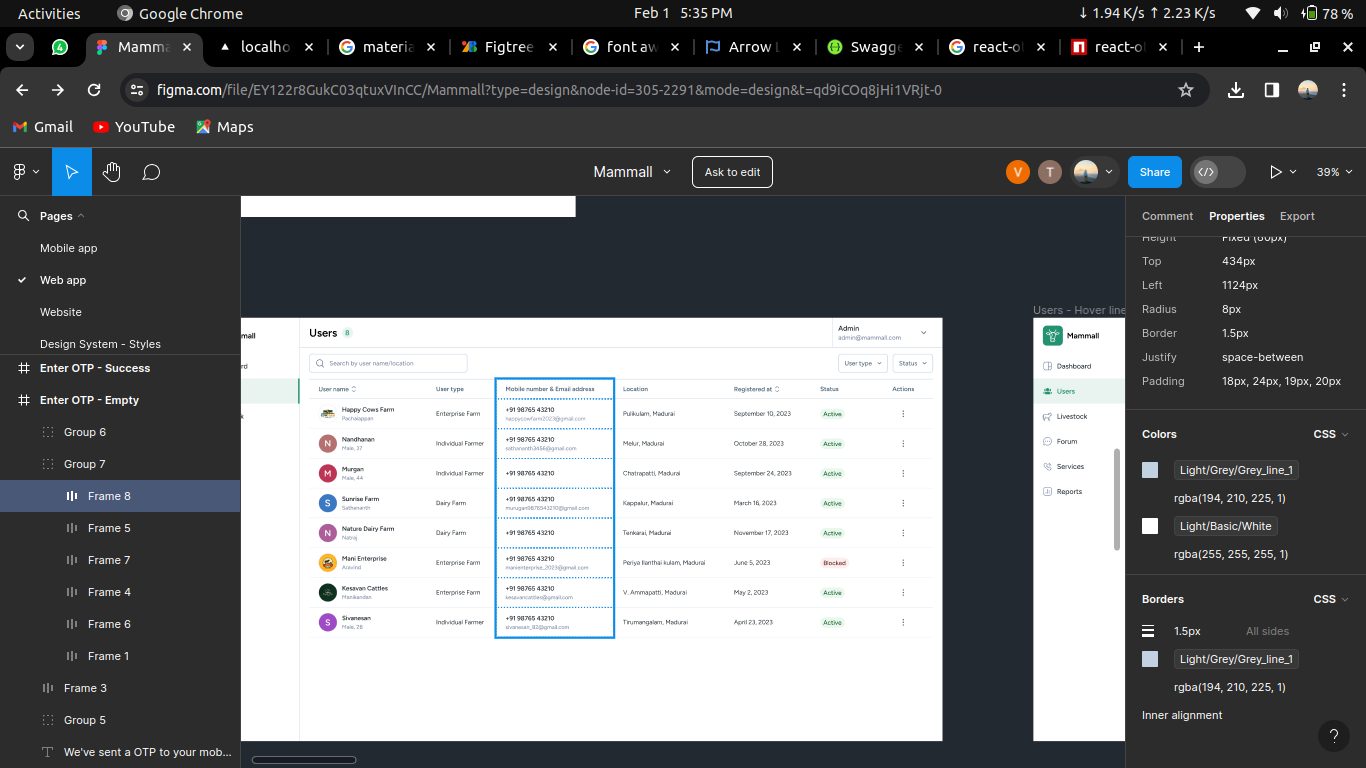 Activities
Google Chrome
Feb 1 5:35 PM
↓ 1.94 K/s ↑ 2.23 K/s
78 %
4
Mamma
localho
materia
Figtree
font aw
Arrow L
Swagge
react-ol
react-ol
figma.com/file/EY122r8GukC03qtuxVInCC/Mammall?type=design&node-id=305-2291&mode=design&t=qd9iCOq8jHi1VRjt-0
Gmail
YouTube
Maps
Mammall
Ask to edit
V
T
Share
</>
39%
Pages
Mobile app
Web app
Website
Design System - Styles
Enter OTP - Success
Enter OTP - Empty
Group 6
Group 7
Frame 8
Frame 5
Frame 7
Frame 4
Frame 6
Frame 1
Frame 3
Group 5
We've sent a OTP to your mob...
mall
rd
k
Users 8
Admin
admin@mammall.com
Search by user name/location
User type
Status
User name
User type
Mobile number & Email address
Location
Registered at
Status
Actions
Happy Cows Farm
Pachaiappan
Enterprise Farm
+91 98765 43210
happycowfarm2023@gmail.com
Pulikulam, Madurai
September 10, 2023
Active
N
Nandhanan
Male, 37
Individual Farmer
+91 98765 43210
sathananth3456@gmail.com
Melur, Madurai
October 28, 2023
Active
M
Murgan
Male, 44
Individual Farmer
+91 98765 43210
Chatrapatti, Madurai
September 24, 2023
Active
S
Sunrise Farm
Sathananth
Dairy Farm
+91 98765 43210
murugan9876543210@gmail.com
Kappalur, Madurai
March 16, 2023
Active
N
Nature Dairy Farm
Natraj
Dairy Farm
+91 98765 43210
Tenkarai, Madurai
November 17, 2023
Active
Mani Enterprise
Aravind
Enterprise Farm
+91 98765 43210
manienterprise_2023@gmail.com
Periya Ilanthai kulam, Madurai
June 5, 2023
Blocked
Kesavan Cattles
Manikandan
Enterprise Farm
+91 98765 43210
kesavancattles@gmail.com
V. Ammapatti, Madurai
May 2, 2023
Active
S
Sivanesan
Male, 28
Individual Farmer
+91 98765 43210
sivanesan_82@gmail.com
Tirumangalam, Madurai
April 23, 2023
Active
Users - Hover line
Mammall
Dashboard
Users
Livestock
Forum
Services
Reports
Comment
Properties
Export
Height Fixed (60px)
Top 434px
Left 1124px
Radius 8px
Border 1.5px
Justify space-between
Padding 18px, 24px, 19px, 20px
Colors CSS
Light/Grey/Grey_line_1
rgba(194, 210, 225, 1)
Light/Basic/White
rgba(255, 255, 255, 1)
Borders CSS
1.5px All sides
Light/Grey/Grey_line_1
rgba(194, 210, 225, 1)
Inner alignment
?